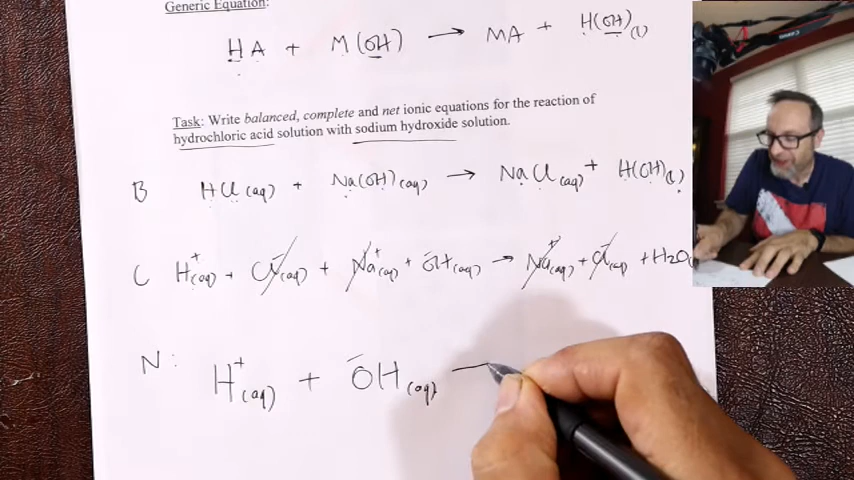 Generic Equation:
HA + M(OH) → MA + H(OH)(l)
Task: Write balanced, complete and net ionic equations for the reaction of
hydrochloric acid solution with sodium hydroxide solution.
B HCl(aq) + Na(OH)(aq) → NaCl(aq) + H(OH)(l)
C H⁺(aq) + Cl⁻(aq) + Na⁺(aq) + ⁻OH(aq) → Na⁺(aq) + Cl⁻(aq) + H2O(
N: H⁺(aq) + ⁻OH(aq) —
Canon